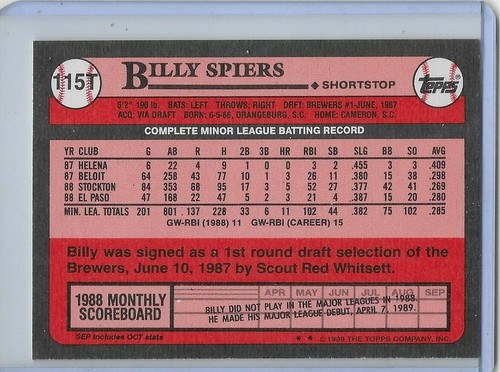 115T
BILLY SPIERS
◆ SHORTSTOP
Topps
6'2" 190 lb. BATS: LEFT THROWS: RIGHT DRFT: BREWERS #1-JUNE, 1987
ACQ: VIA DRAFT BORN: 6-5-66, ORANGEBURG, S.C. HOME: CAMERON, S.C.
COMPLETE MINOR LEAGUE BATTING RECORD
YR CLUB G AB R H 2B 3B HR RBI SB SLG BB SO AVG
87 HELENA 6 22 4 9 1 0 0 3 2 .455 3 3 .409
87 BELOIT 64 258 43 77 10 1 3 26 11 .380 15 38 .298
88 STOCKTON 84 353 68 95 17 3 5 52 27 .377 42 41 .269
88 EL PASO 47 168 22 47 5 2 3 21 4 .387 15 20 .280
MIN. LEA. TOTALS 201 801 137 228 33 6 11 102 44 .382 75 102 .285
GW-RBI (1988) 11 GW-RBI (CAREER) 15
Billy was signed as a 1st round draft selection of the
Brewers, June 10, 1987 by Scout Red Whitsett.
1988 MONTHLY
SCOREBOARD
APR MAY JUN JUL AUG SEP
BILLY DID NOT PLAY IN THE MAJOR LEAGUES IN 1988.
HE MADE HIS MAJOR LEAGUE DEBUT, APRIL 7, 1989.
SEP Includes OCT stats
* * © 1989 THE TOPPS COMPANY, INC.